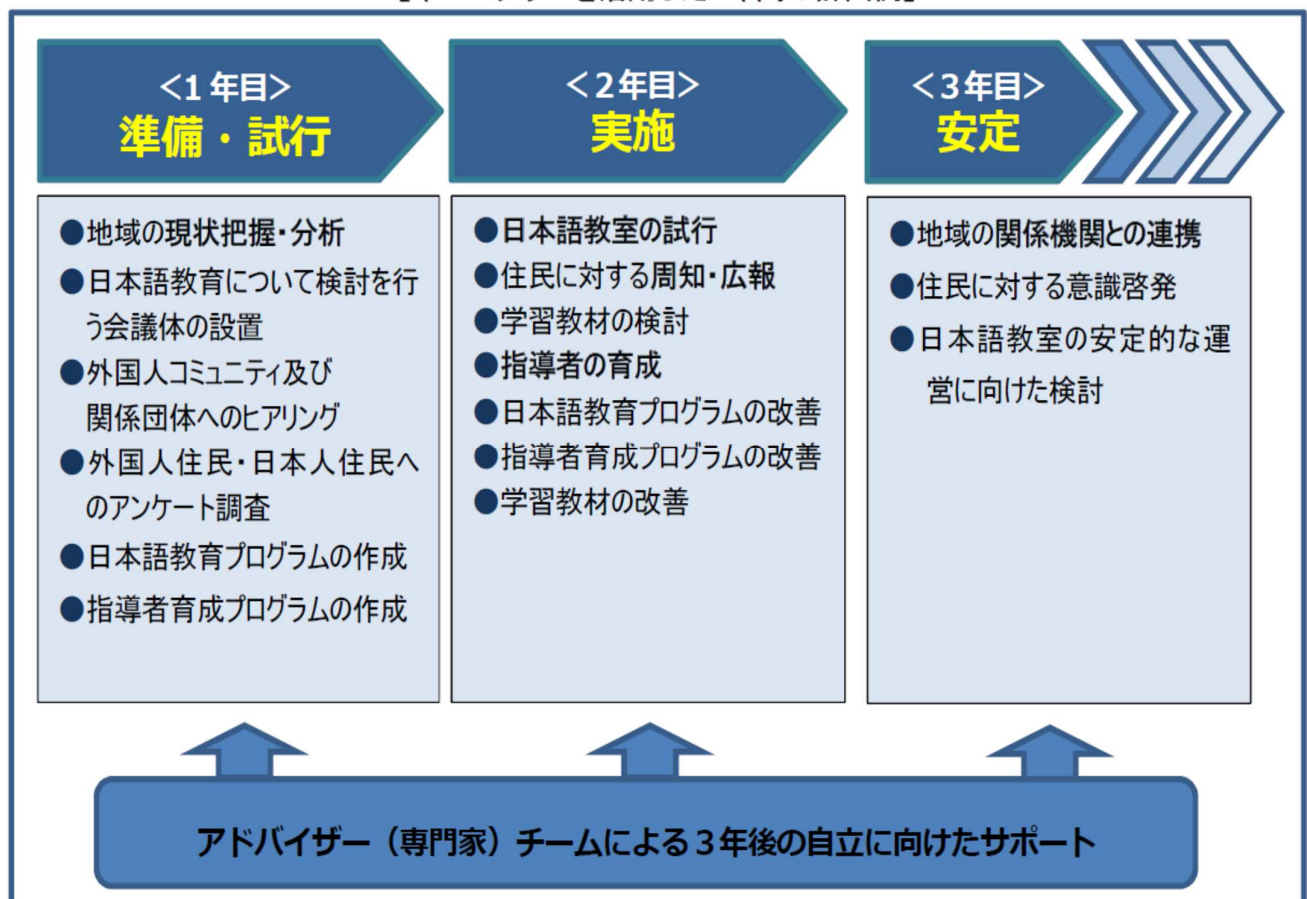 <1年目>
準備・試行
●地域の現状把握・分析
●日本語教育について検討を行
う会議体の設置
●外国人コミュニティ及び
関係団体へのヒアリング
●外国人住民・日本人住民へ
のアンケート調査
●日本語教育プログラムの作成
●指導者育成プログラムの作成
<2年目>
実施
●日本語教室の試行
●住民に対する周知・広報
●学習教材の検討
●指導者の育成
●日本語教育プログラムの改善
●指導者育成プログラムの改善
●学習教材の改善
<3年目>
安定
●地域の関係機関との連携
●住民に対する意識啓発
●日本語教室の安定的な運
営に向けた検討
アドバイザー（専門家）チームによる３年後の自立に向けたサポート